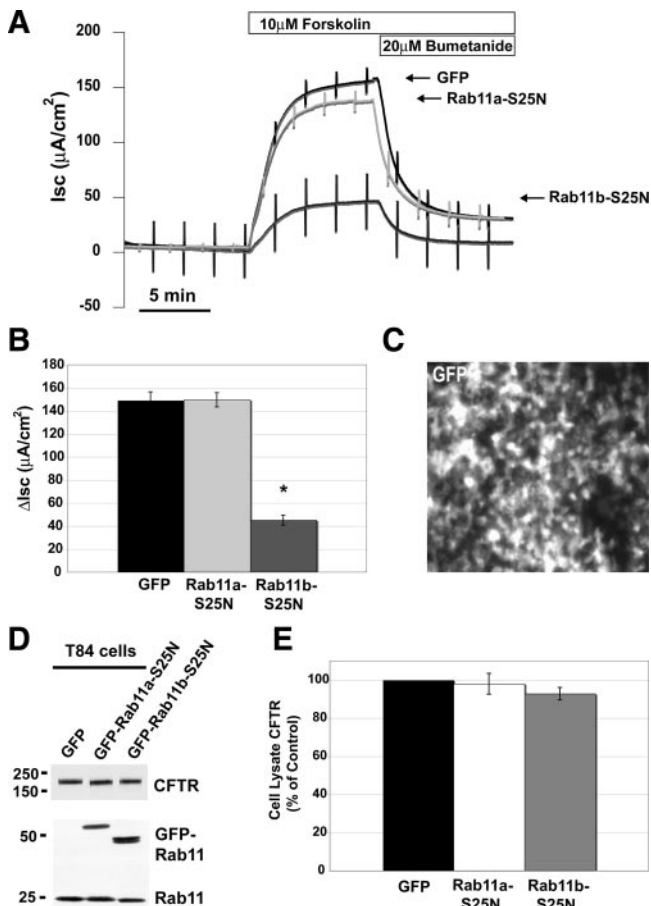 A
200
150
100
50
0
-50
Isc (µA/cm²)
10µM Forskolin
20µM Bumetanide
GFP
Rab11a-S25N
Rab11b-S25N
5 min
B
180
160
140
120
100
80
60
40
20
0
ΔIsc (µA/cm²)
*
GFP
Rab11a-
S25N
Rab11b-
S25N
C
GFP
D
T84 cells
GFP
GFP-Rab11a-S25N
GFP-Rab11b-S25N
250
150
CFTR
50
GFP-
Rab11
25
Rab11
E
100
80
60
40
20
0
Cell Lysate CFTR
(% of Control)
GFP
Rab11a-
S25N
Rab11b-
S25N